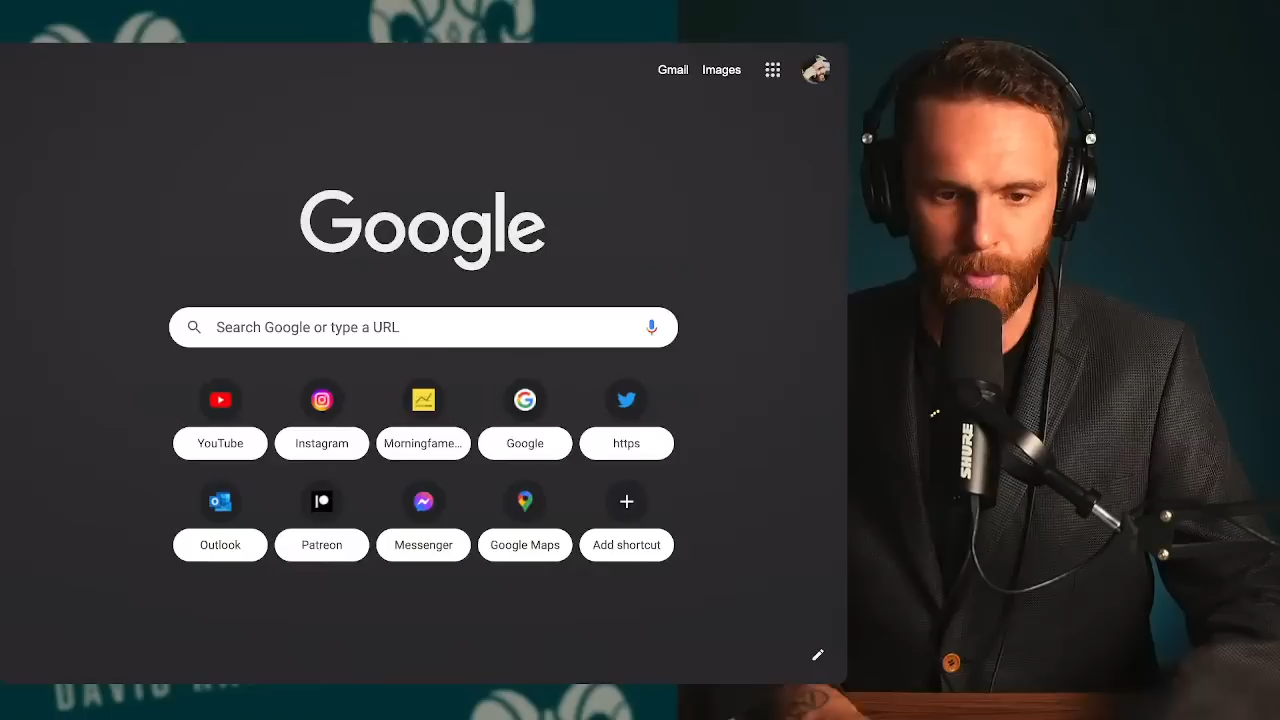 Gmail Images
Google
Search Google or type a URL
YouTube Instagram Morningfame... Google https
Outlook Patreon Messenger Google Maps Add shortcut
SHURE
DAVID